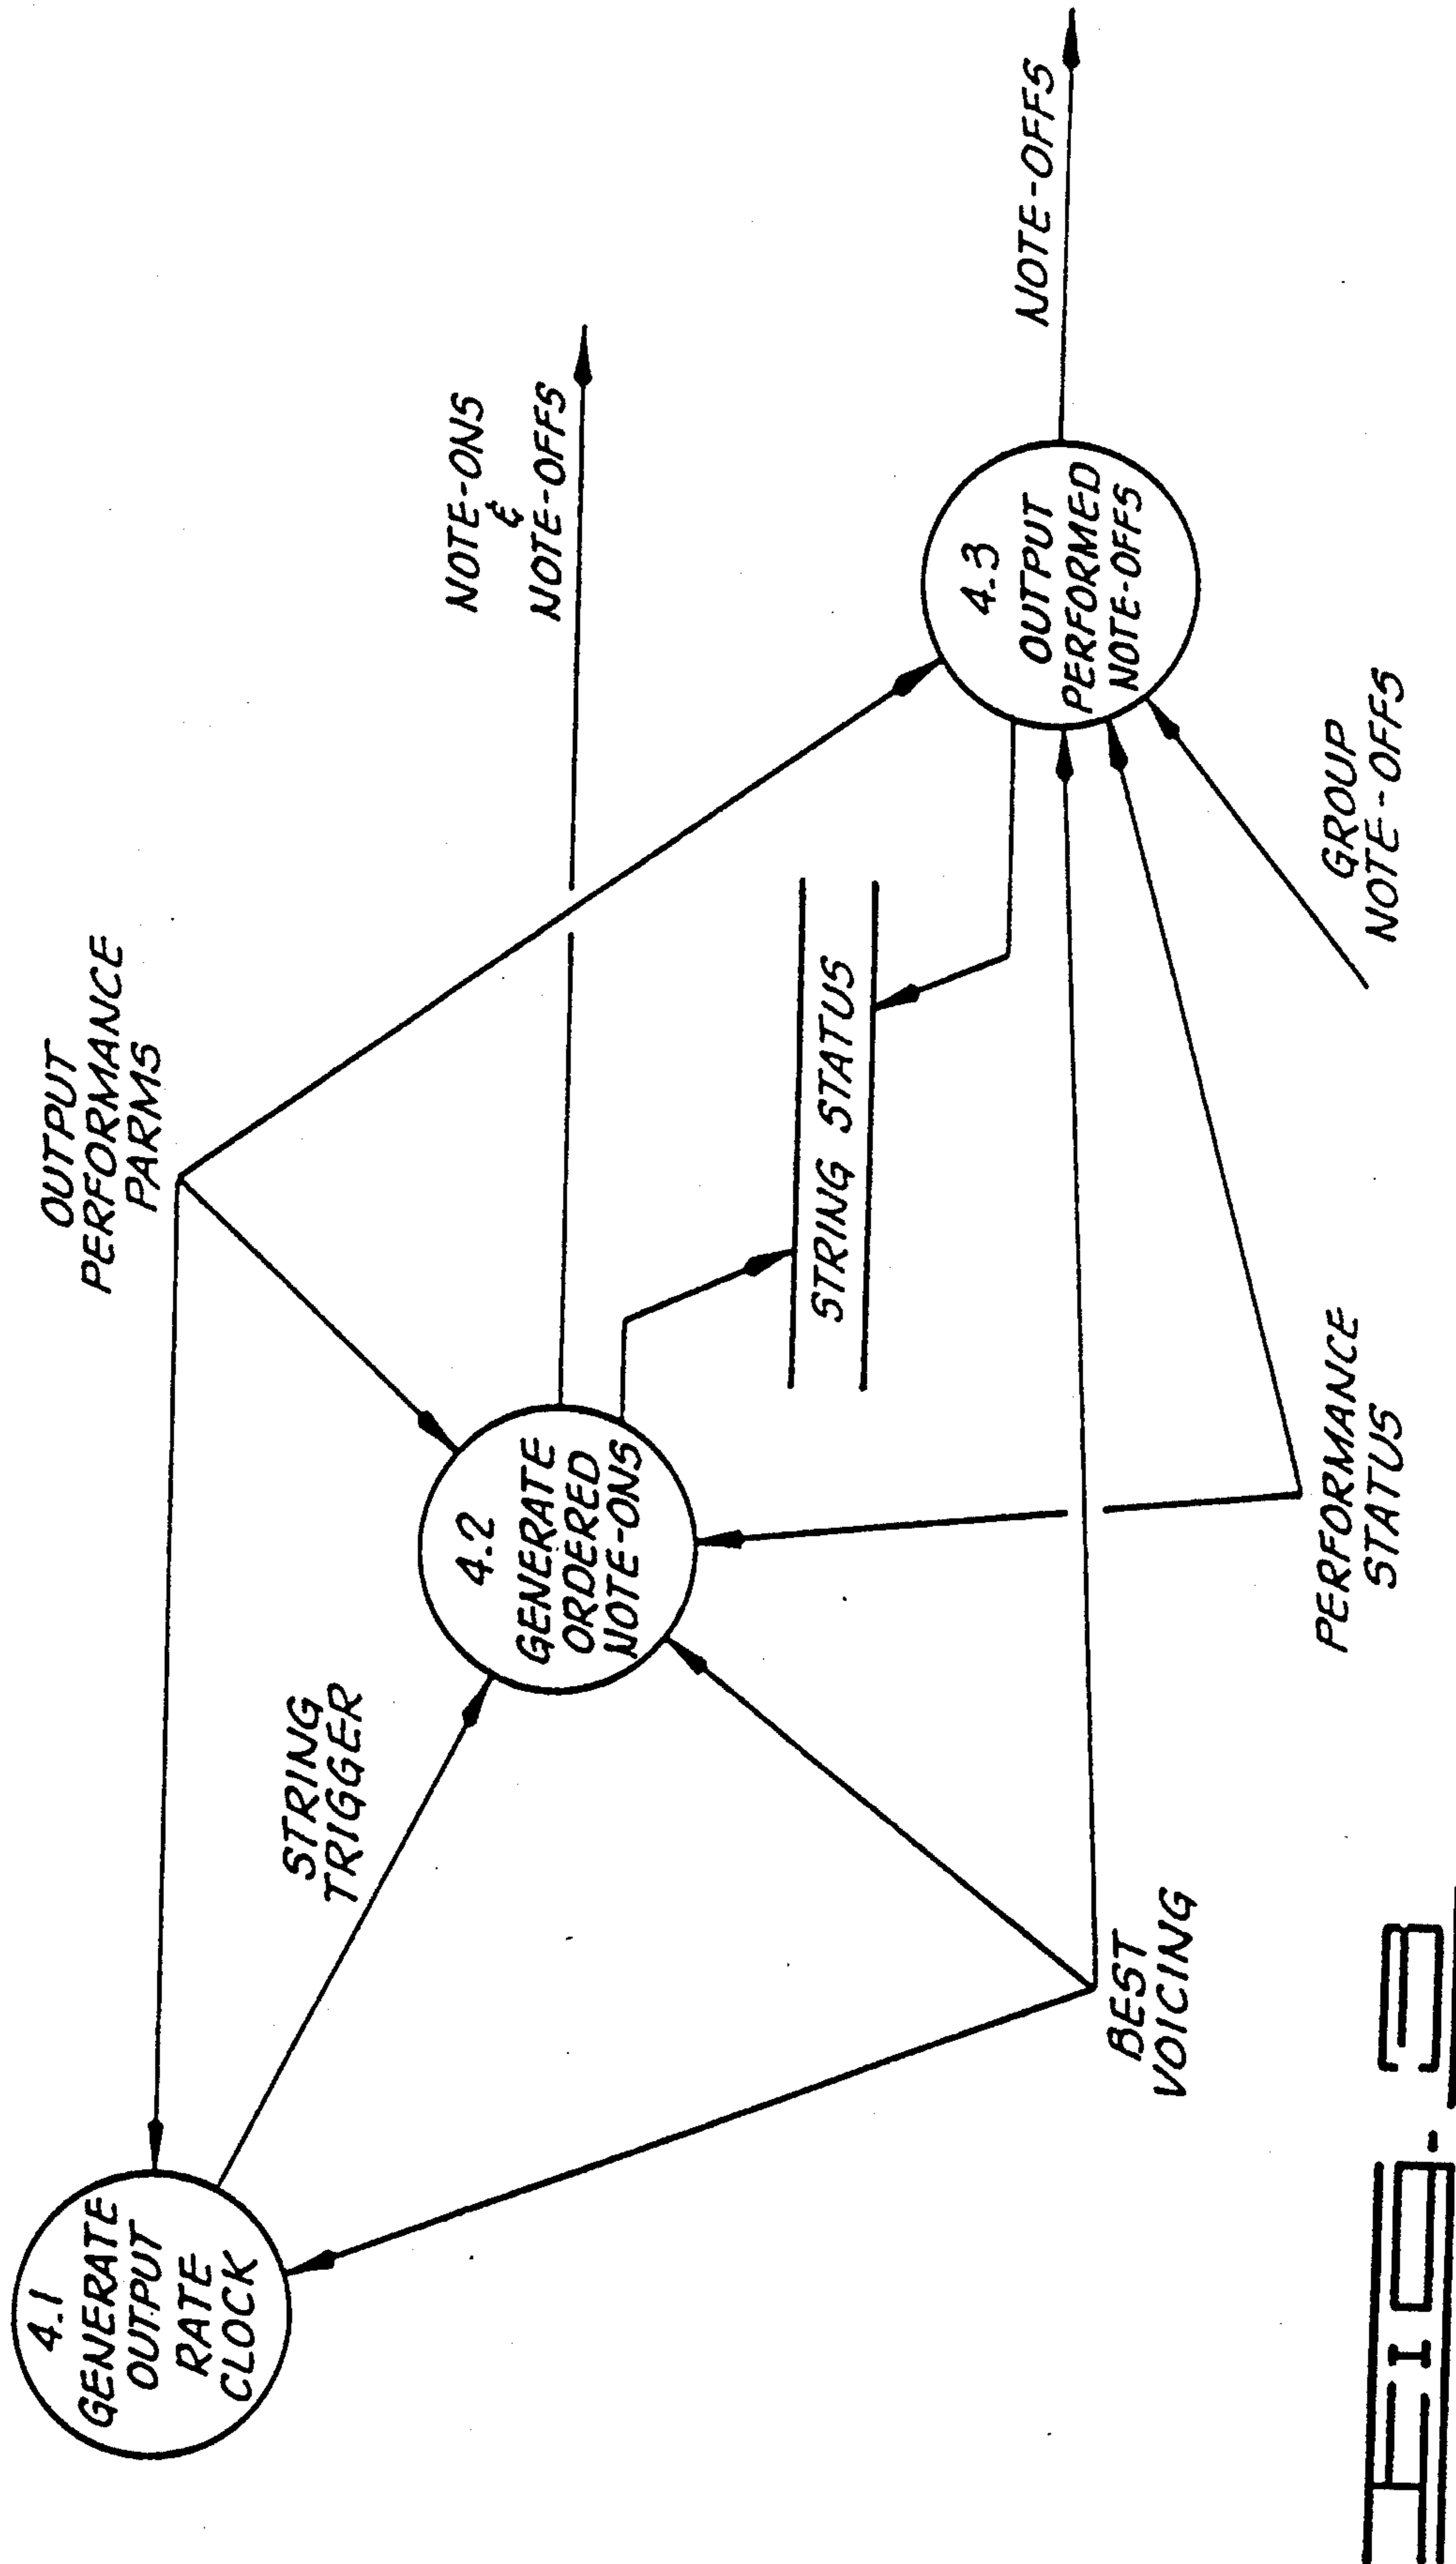 OUTPUT
PERFORMANCE
PARMS
4.1
GENERATE
OUTPUT
RATE
CLOCK
STRING
TRIGGER
4.2
GENERATE
ORDERED
NOTE-ONS
NOTE-ONS
&
NOTE-OFFS
STRING STATUS
4.3
OUTPUT
PERFORMED
NOTE-OFFS
NOTE-OFFS
BEST
VOICING
PERFORMANCE
STATUS
GROUP
NOTE-OFFS
FIG.